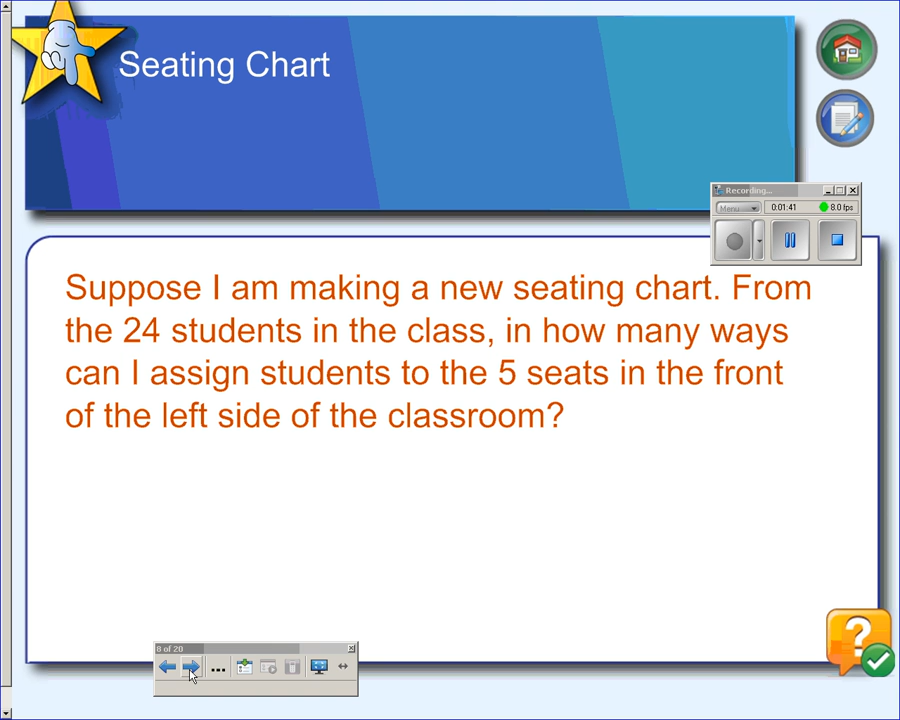 Seating Chart
Recording...
Menu
0:01:41
8.0 fps
Suppose I am making a new seating chart. From
the 24 students in the class, in how many ways
can I assign students to the 5 seats in the front
of the left side of the classroom?
8 of 20